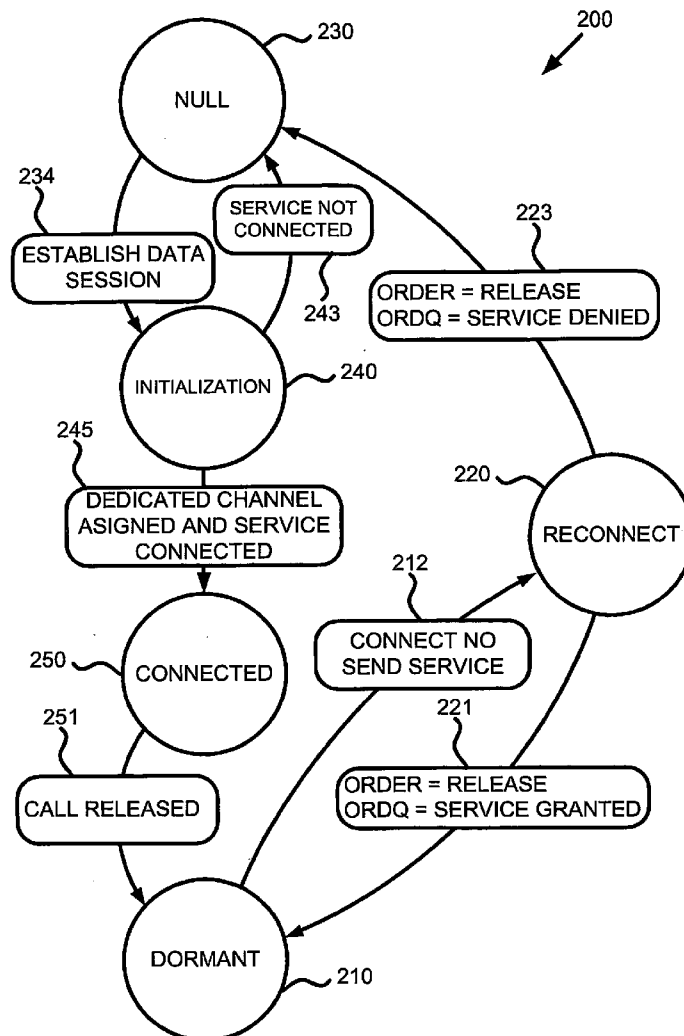 200
230
NULL
234
SERVICE NOT
CONNECTED
223
ESTABLISH DATA
SESSION
243
ORDER = RELEASE
ORDQ = SERVICE DENIED
INITIALIZATION
240
245
220
DEDICATED CHANNEL
ASIGNED AND SERVICE
CONNECTED
RECONNECT
212
CONNECT NO
SEND SERVICE
250
CONNECTED
251
221
CALL RELEASED
ORDER = RELEASE
ORDQ = SERVICE GRANTED
DORMANT
210